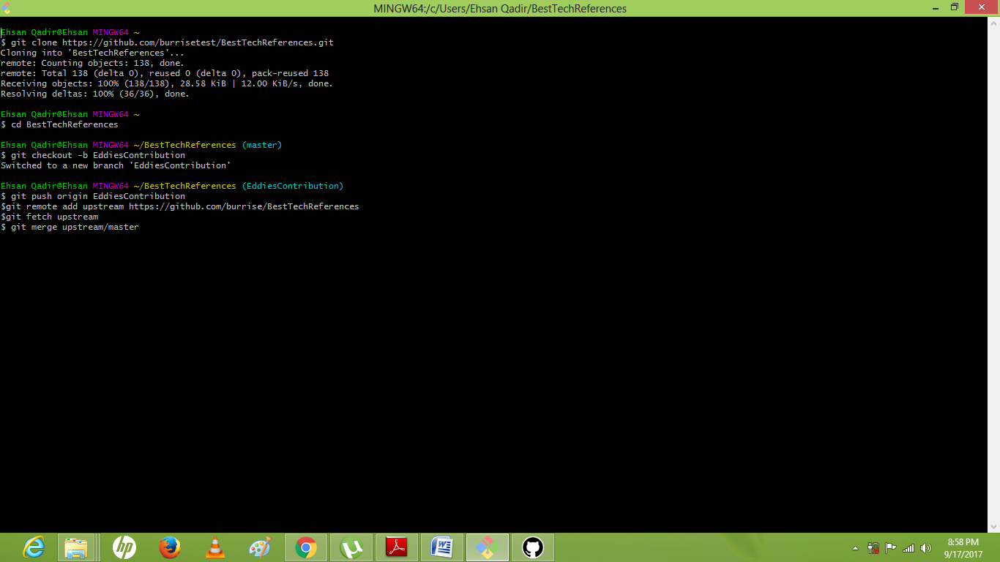 MINGW64:/c/Users/Ehsan Qadir/BestTechReferences
Ehsan Qadir@Ehsan MINGW64 ~
$ git clone https://github.com/burrisetest/BestTechReferences.git
Cloning into 'BestTechReferences'...
remote: Counting objects: 138, done.
remote: Total 138 (delta 0), reused 0 (delta 0), pack-reused 138
Receiving objects: 100% (138/138), 28.58 KiB | 12.00 KiB/s, done.
Resolving deltas: 100% (36/36), done.
Ehsan Qadir@Ehsan MINGW64 ~
$ cd BestTechReferences
Ehsan Qadir@Ehsan MINGW64 ~/BestTechReferences (master)
$ git checkout -b EddiesContribution
Switched to a new branch 'EddiesContribution'
Ehsan Qadir@Ehsan MINGW64 ~/BestTechReferences (EddiesContribution)
$ git push origin EddiesContribution
$git remote add upstream https://github.com/burrise/BestTechReferences
$git fetch upstream
$ git merge upstream/master
8:58 PM
9/17/2017